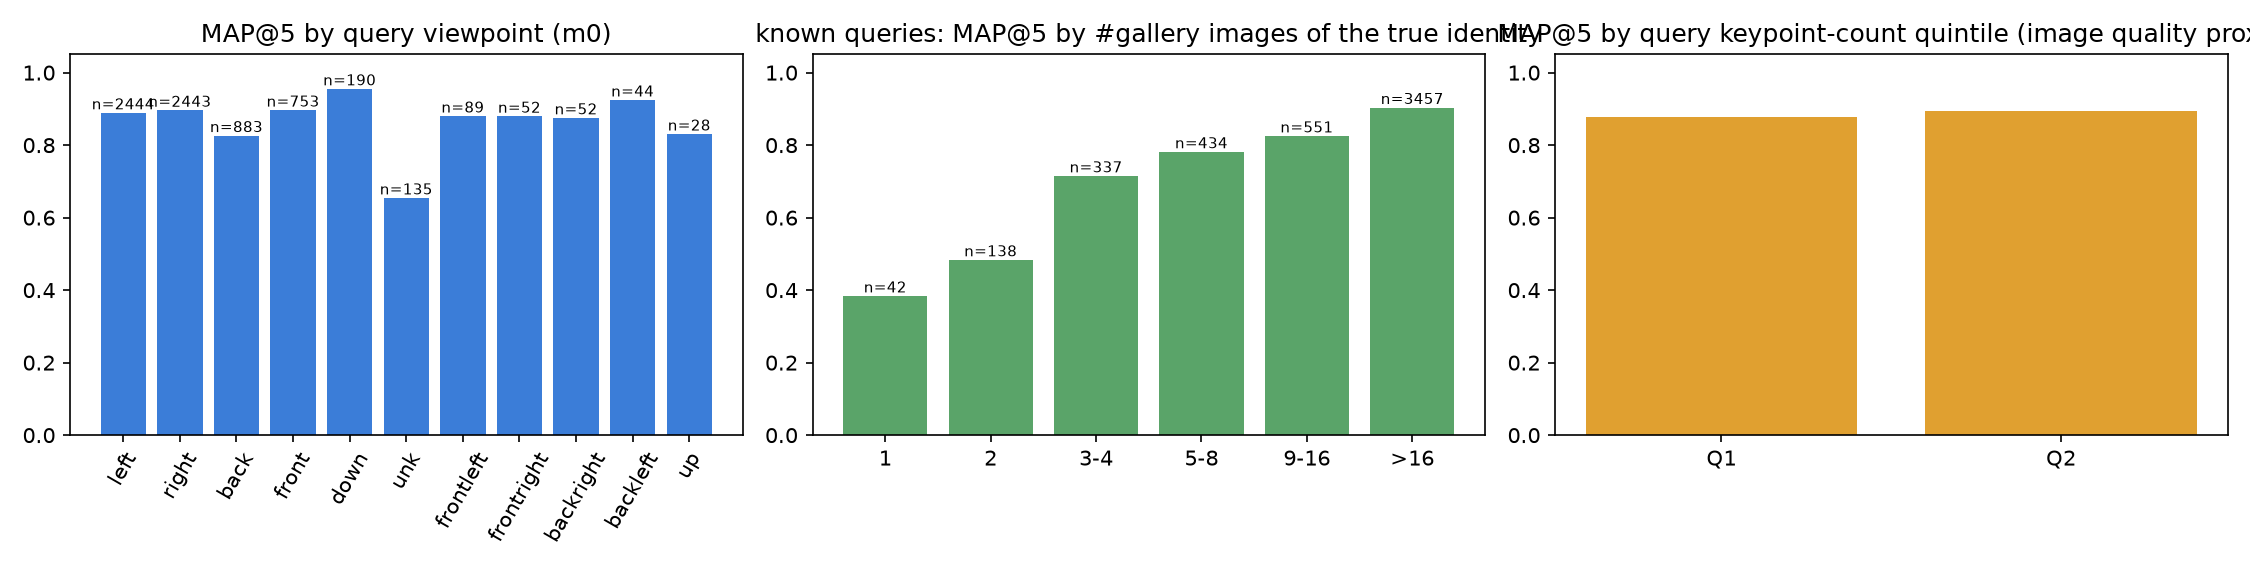 MAP@5 by query viewpoint (m0)
1.0
0.8
0.6
0.4
0.2
0.0
n=2444
n=2443
n=883
n=753
n=190
n=135
n=89
n=52
n=52
n=44
n=28
left
right
back
front
down
unk
frontleft
frontright
backright
backleft
up
known queries: MAP@5 by #gallery images of the true identity
1.0
0.8
0.6
0.4
0.2
0.0
n=42
n=138
n=337
n=434
n=551
n=3457
1
2
3-4
5-8
9-16
>16
MAP@5 by query keypoint-count quintile (image quality prox
1.0
0.8
0.6
0.4
0.2
0.0
Q1
Q2